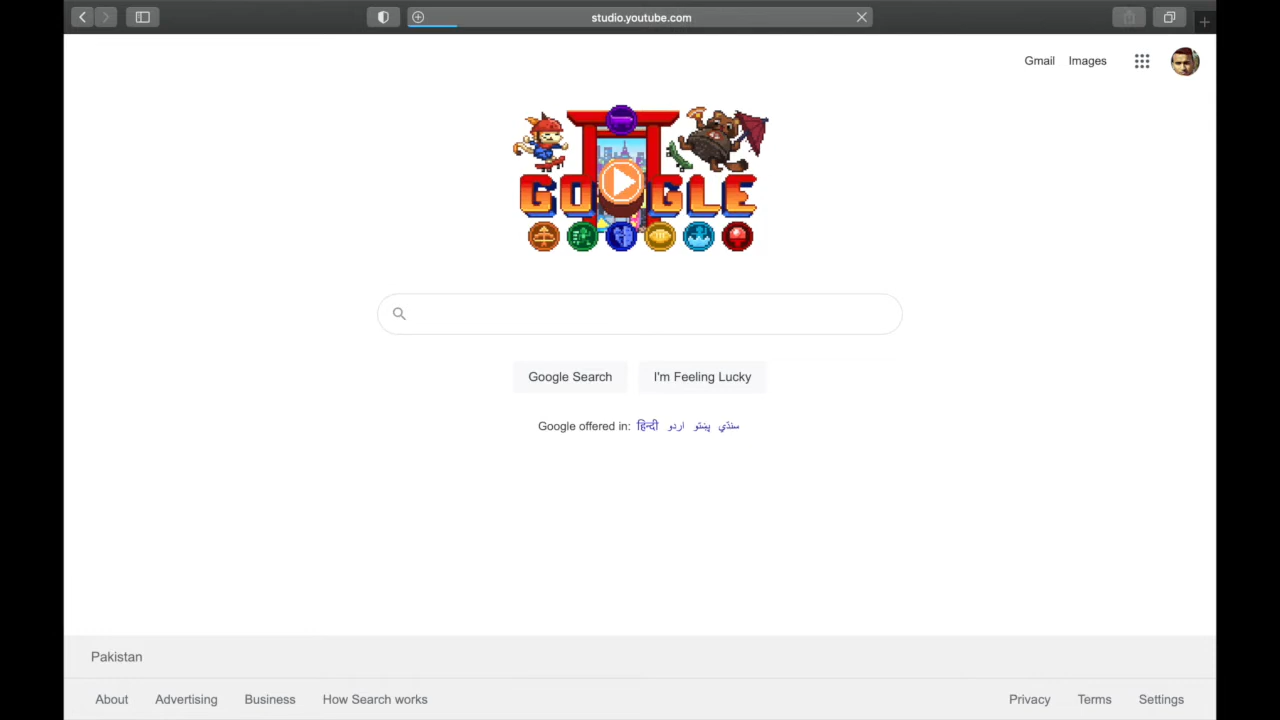 studio.youtube.com
Gmail Images
GOOGLE
Google Search I'm Feeling Lucky
Google offered in: हिन्दी اردو پښتو سنڌي
Pakistan
About Advertising Business How Search works Privacy Terms Settings